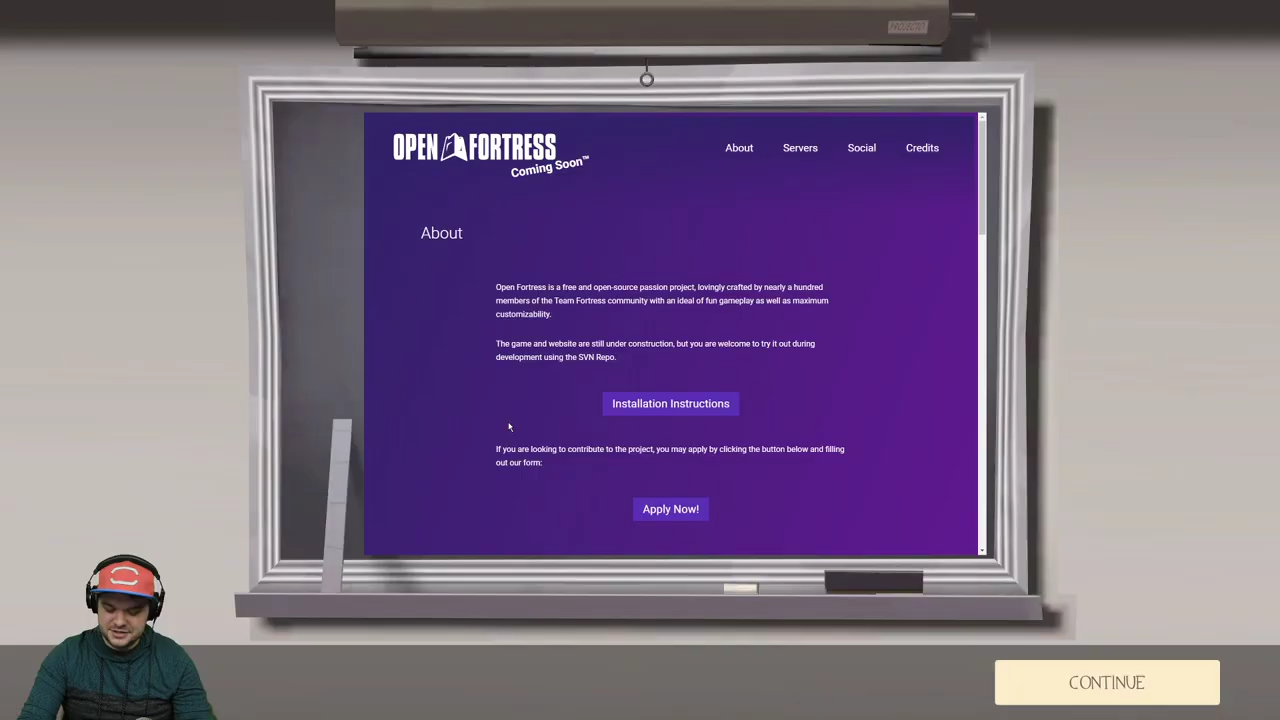 PROJECTOR
OPEN FORTRESS
Coming Soon™
About Servers Social Credits
About
Open Fortress is a free and open-source passion project, lovingly crafted by nearly a hundred
members of the Team Fortress community with an ideal of fun gameplay as well as maximum
customizability.
The game and website are still under construction, but you are welcome to try it out during
development using the SVN Repo.
Installation Instructions
If you are looking to contribute to the project, you may apply by clicking the button below and filling
out our form:
Apply Now!
CONTINUE